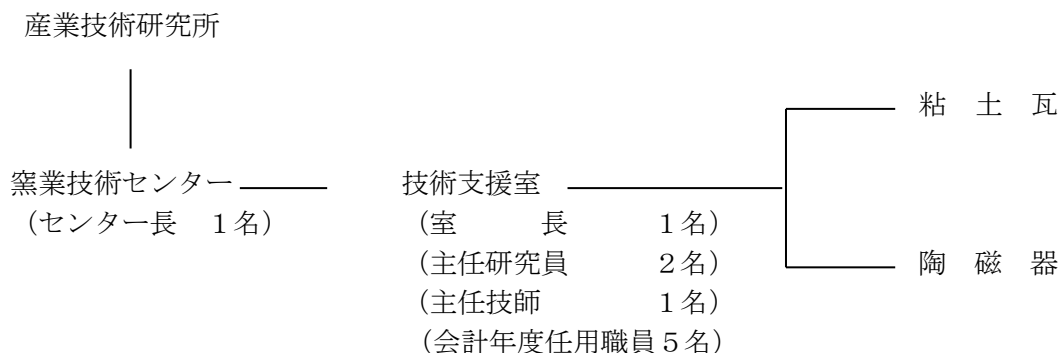 産業技術研究所
粘　土　瓦
窯業技術センター　技術支援室
（センター長　１名）　（室　　　長　　　１名）
（主任研究員　　　２名）　陶　磁　器
（主任技師　　　　１名）
（会計年度任用職員５名）